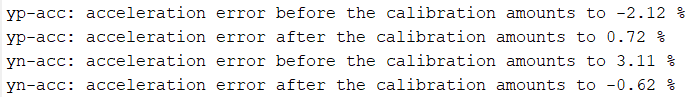 yp-acc: acceleration error before the calibration amounts to -2.12 %
yp-acc: acceleration error after the calibration amounts to 0.72 %
yn-acc: acceleration error before the calibration amounts to 3.11 %
yn-acc: acceleration error after the calibration amounts to -0.62 %